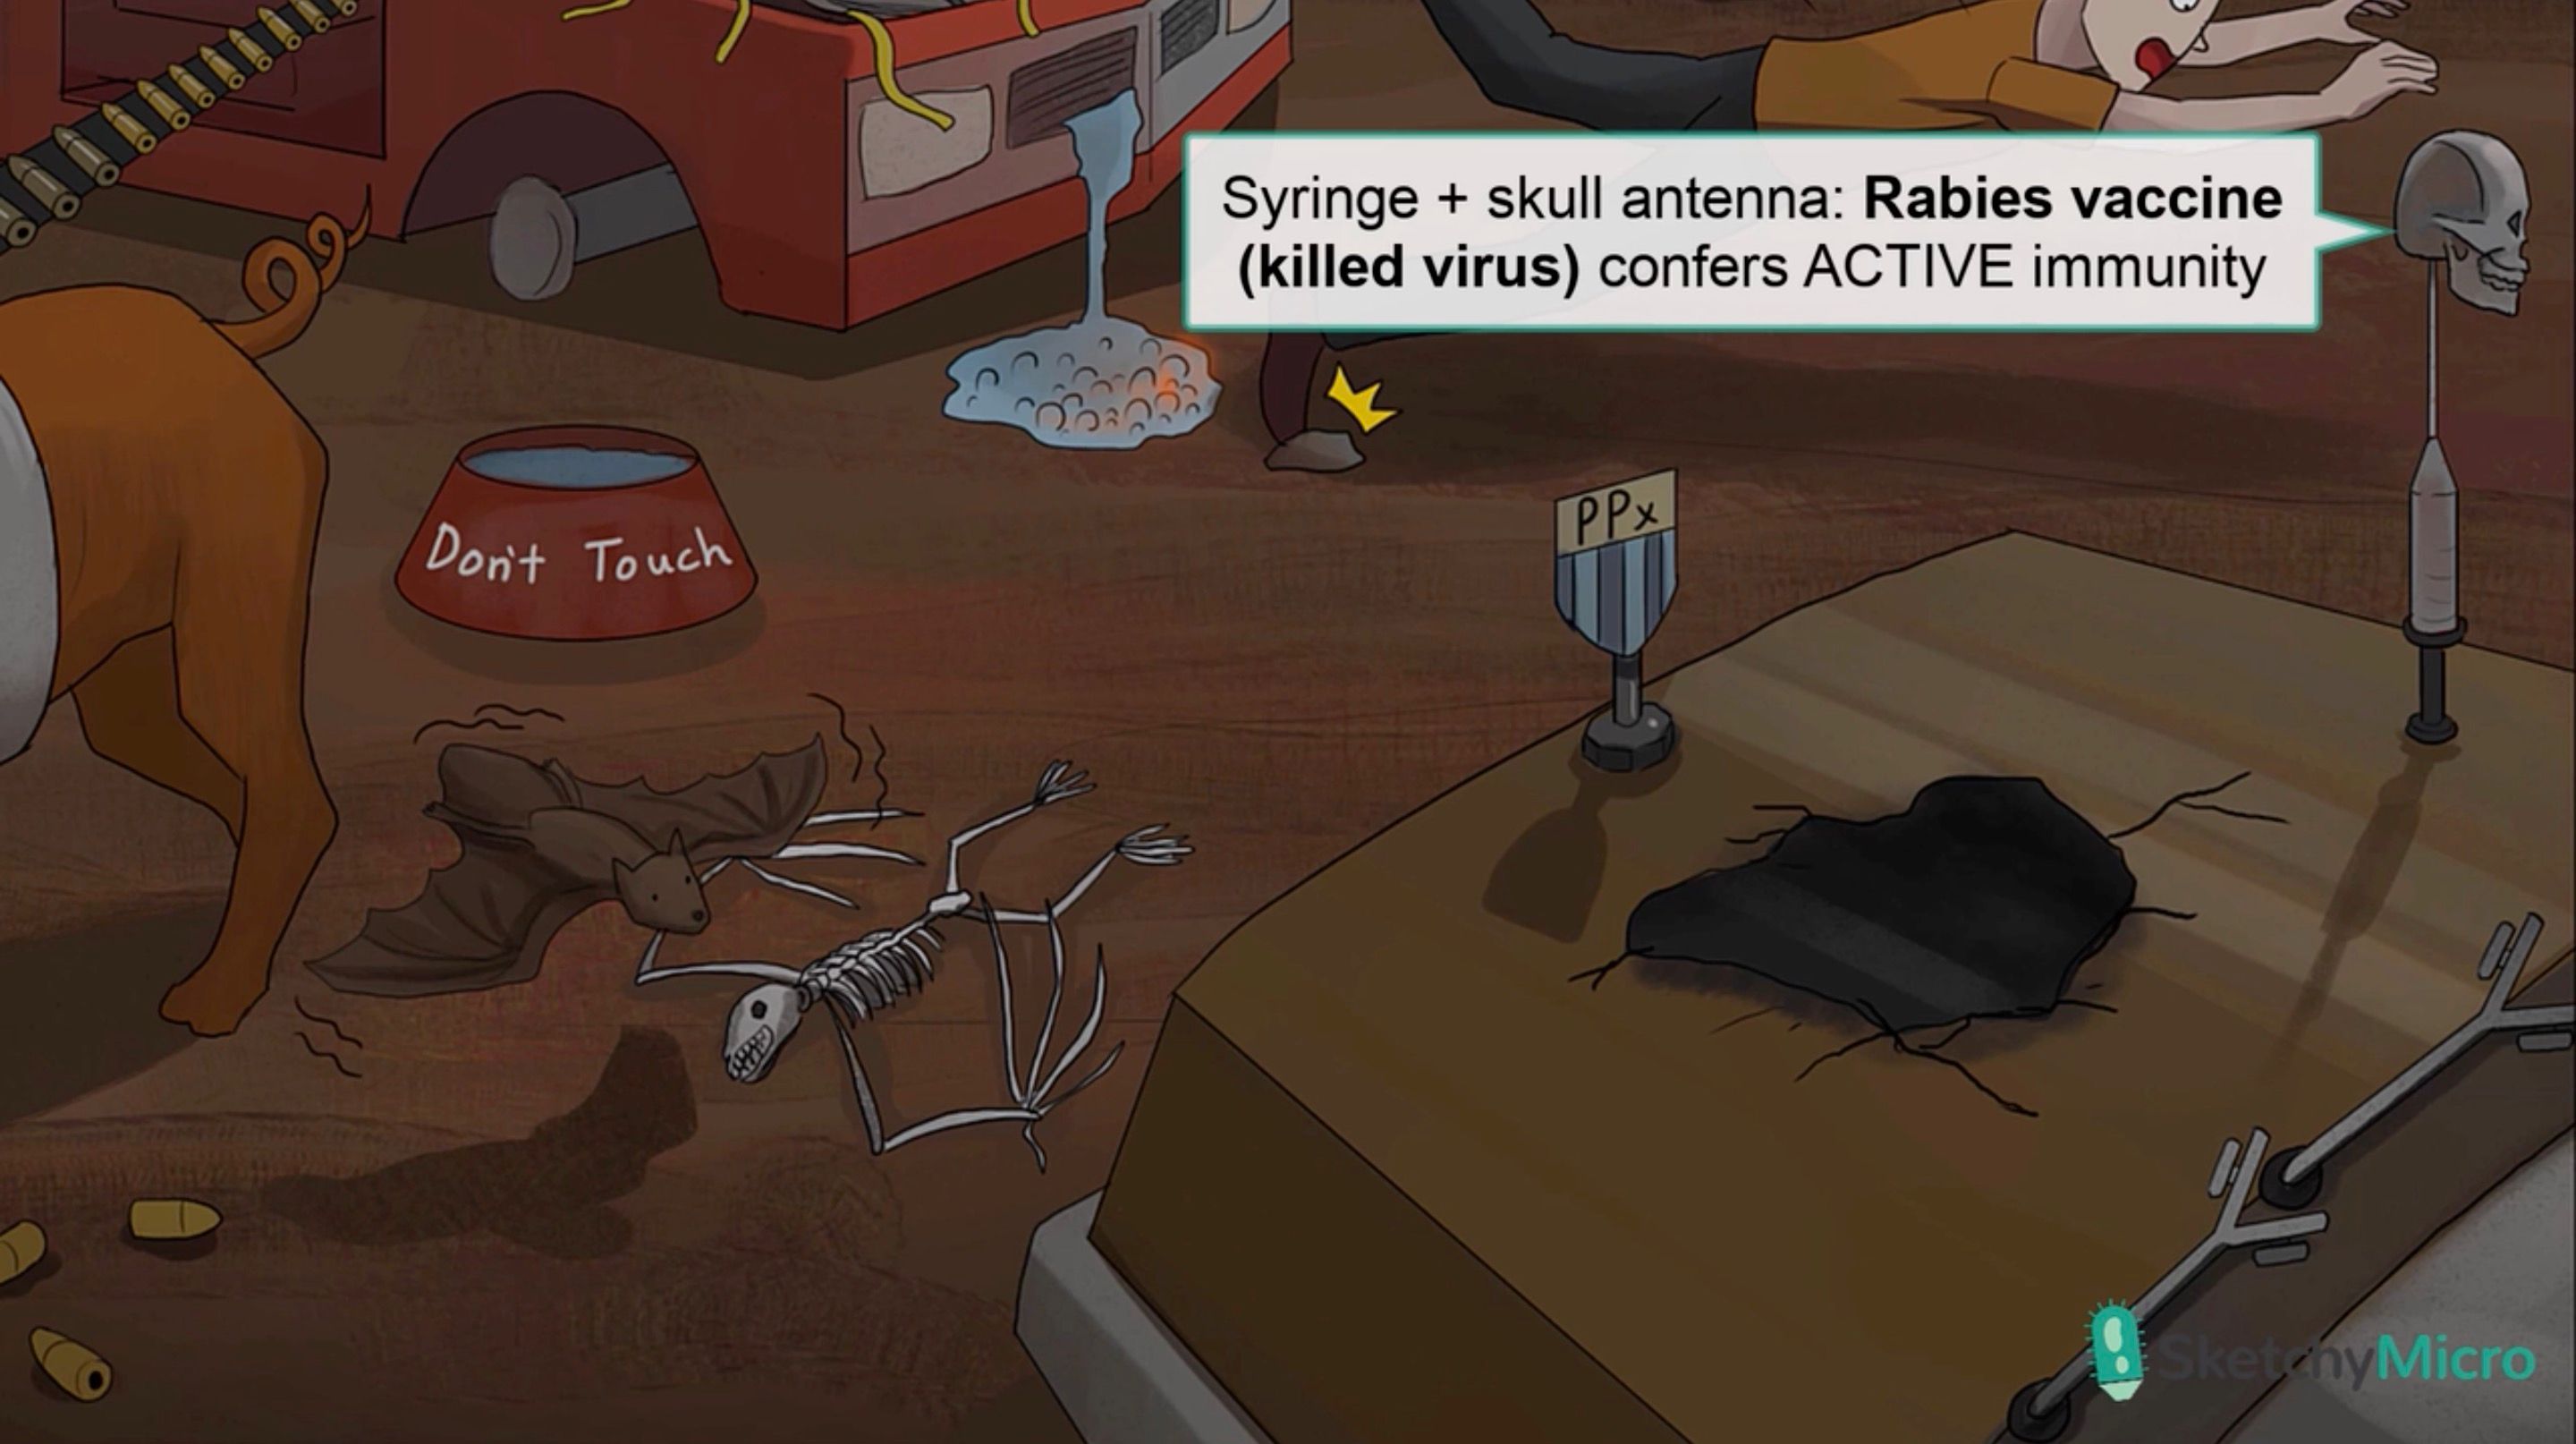 Syringe + skull antenna: Rabies vaccine
(killed virus) confers ACTIVE immunity
PPx
Don't Touch
SketchyMicro